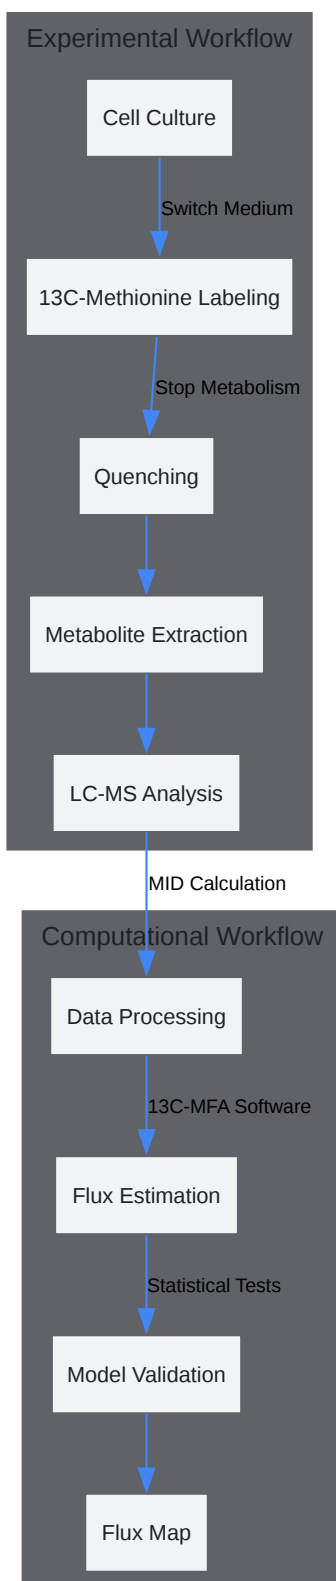 Experimental Workflow
Cell Culture
Switch Medium
13C-Methionine Labeling
Stop Metabolism
Quenching
Metabolite Extraction
LC-MS Analysis
MID Calculation
Computational Workflow
Data Processing
13C-MFA Software
Flux Estimation
Statistical Tests
Model Validation
Flux Map